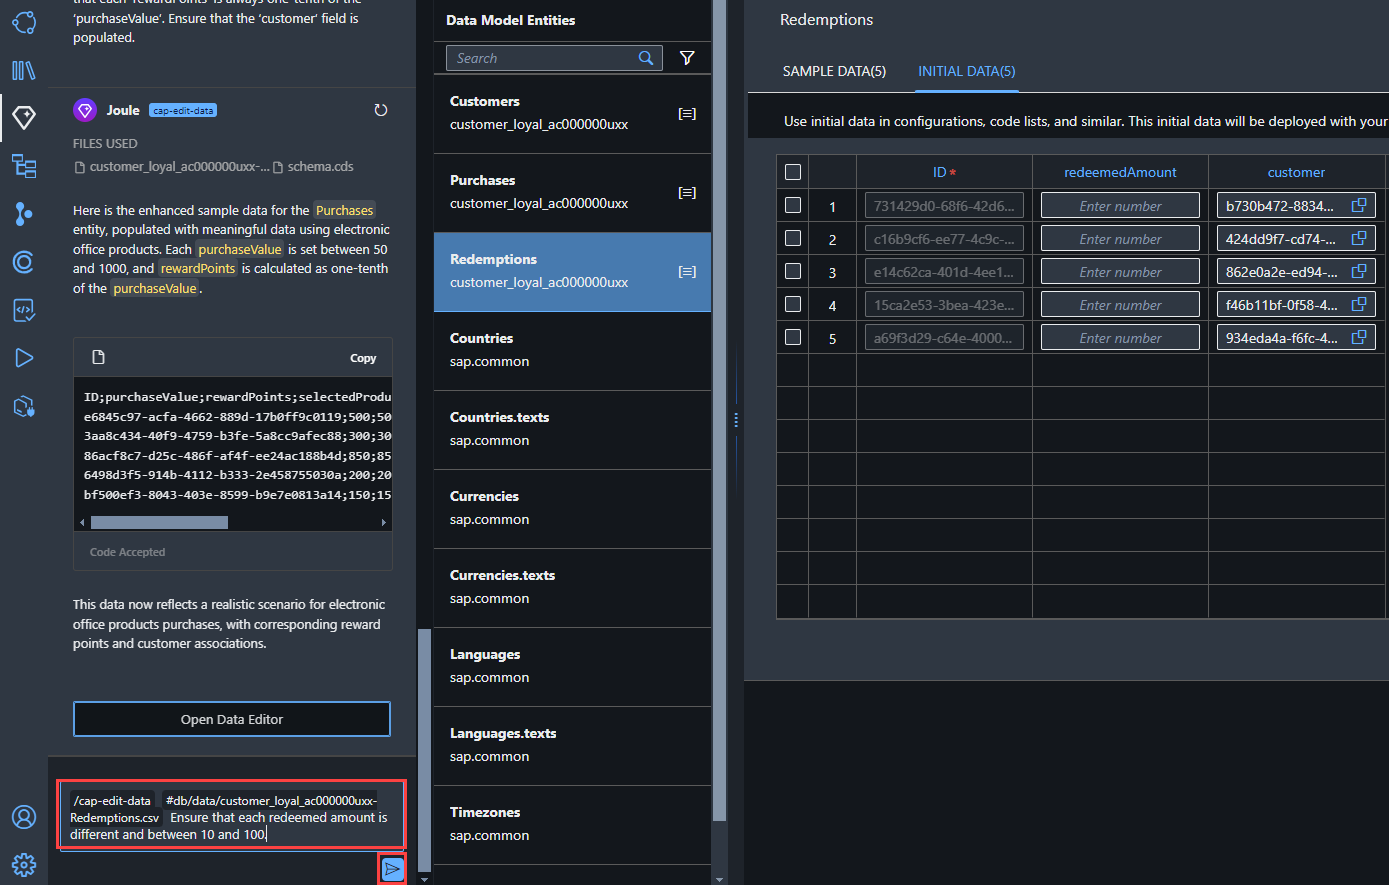 that each 'rewardPoints' is always one-tenth of the
'purchaseValue'. Ensure that the 'customer' field is
populated.
Joule cap-edit-data
FILES USED
customer_loyal_ac000000uxx-... schema.cds
Here is the enhanced sample data for the Purchases
entity, populated with meaningful data using electronic
office products. Each purchaseValue is set between 50
and 1000, and rewardPoints is calculated as one-tenth
of the purchaseValue.
Copy
ID;purchaseValue;rewardPoints;selectedProdu
e6845c97-acfa-4662-889d-17b0ff9c0119;500;50
3aa8c434-40f9-4759-b3fe-5a8cc9afec88;300;30
86acf8c7-d25c-486f-af4f-ee24ac188b4d;850;85
6498d3f5-914b-4112-b333-2e458755030a;200;20
bf500ef3-8043-403e-8599-b9e7e0813a14;150;15
Code Accepted
This data now reflects a realistic scenario for electronic
office products purchases, with corresponding reward
points and customer associations.
Open Data Editor
/cap-edit-data #db/data/customer_loyal_ac000000uxx-
Redemptions.csv Ensure that each redeemed amount is
different and between 10 and 100.
Data Model Entities
Search
Customers
customer_loyal_ac000000uxx
Purchases
customer_loyal_ac000000uxx
Redemptions
customer_loyal_ac000000uxx
Countries
sap.common
Countries.texts
sap.common
Currencies
sap.common
Currencies.texts
sap.common
Languages
sap.common
Languages.texts
sap.common
Timezones
sap.common
Redemptions
SAMPLE DATA(5) INITIAL DATA(5)
Use initial data in configurations, code lists, and similar. This initial data will be deployed with your
ID* redeemedAmount customer
1 731429d0-68f6-42d6... Enter number b730b472-8834...
2 c16b9cf6-ee77-4c9c-... Enter number 424dd9f7-cd74-...
3 e14c62ca-401d-4ee1... Enter number 862e0a2e-ed94-...
4 15ca2e53-3bea-423e... Enter number f46b11bf-0f58-4...
5 a69f3d29-c64e-4000... Enter number 934eda4a-f6fc-4...